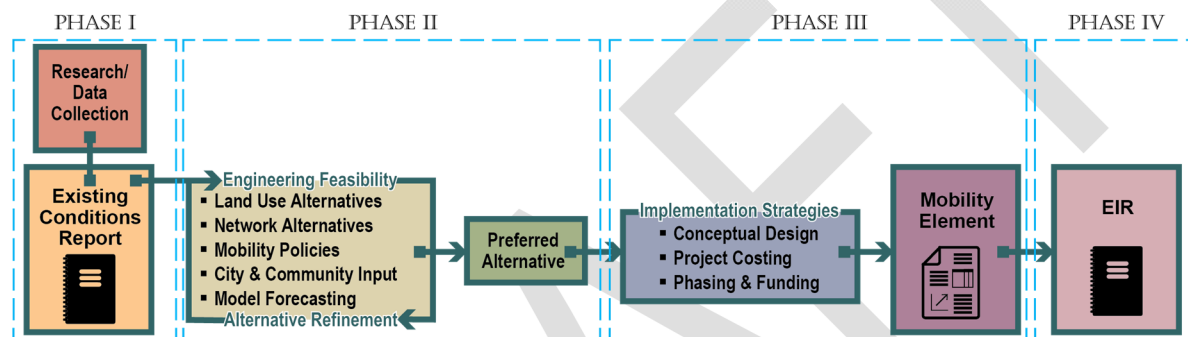 PHASE I
PHASE II
PHASE III
PHASE IV
Research/
Data
Collection
Existing
Conditions
Report
Engineering Feasibility
▪ Land Use Alternatives
▪ Network Alternatives
▪ Mobility Policies
▪ City & Community Input
▪ Model Forecasting
Alternative Refinement
Preferred
Alternative
Implementation Strategies
▪ Conceptual Design
▪ Project Costing
▪ Phasing & Funding
Mobility
Element
EIR